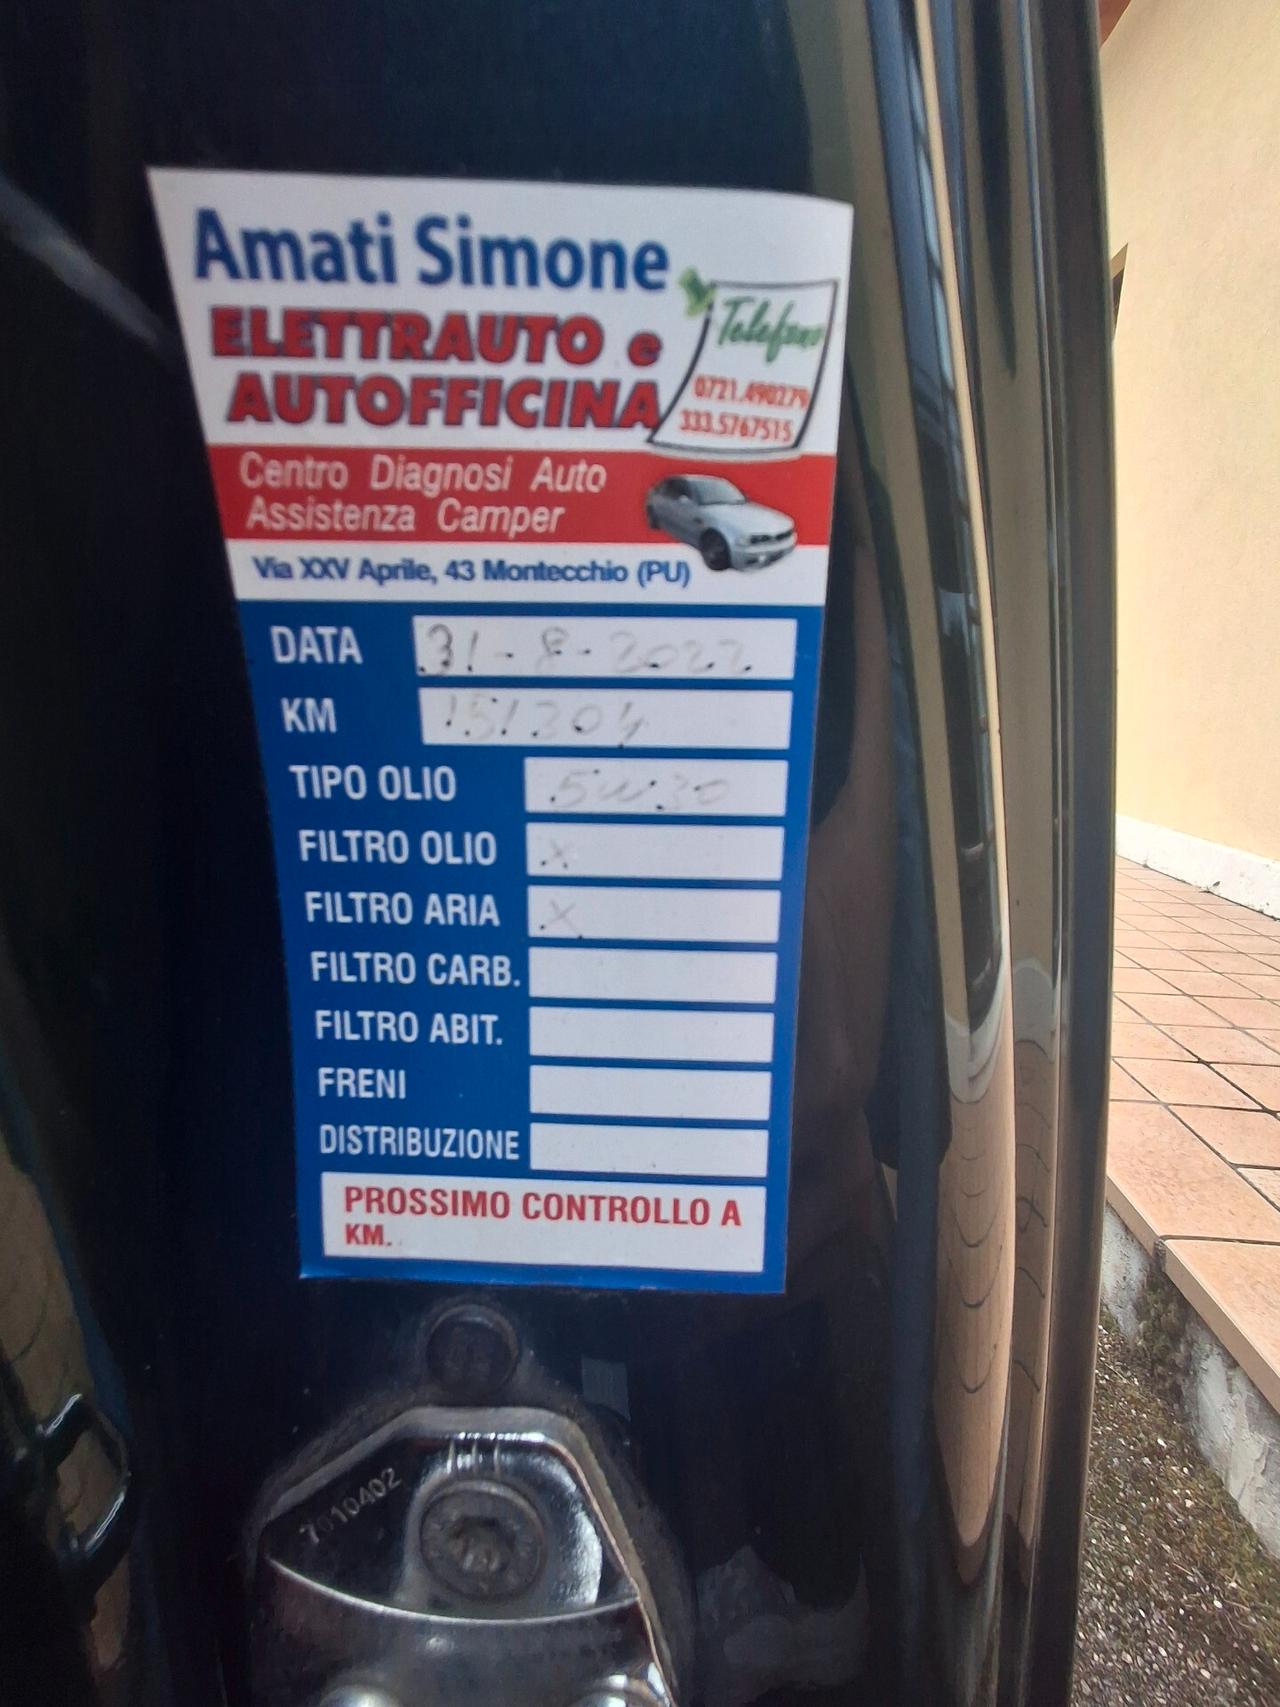 Amati Simone
ELETTRAUTO e
AUTOFFICINA
Telefono
0721.490279
333.5767515
Centro Diagnosi Auto
Assistenza Camper
Via XXV Aprile, 43 Montecchio (PU)
DATA 31-8-2022
KM 151304
TIPO OLIO 5W30
FILTRO OLIO X
FILTRO ARIA X
FILTRO CARB.
FILTRO ABIT.
FRENI
DISTRIBUZIONE
PROSSIMO CONTROLLO A
KM.
7010402